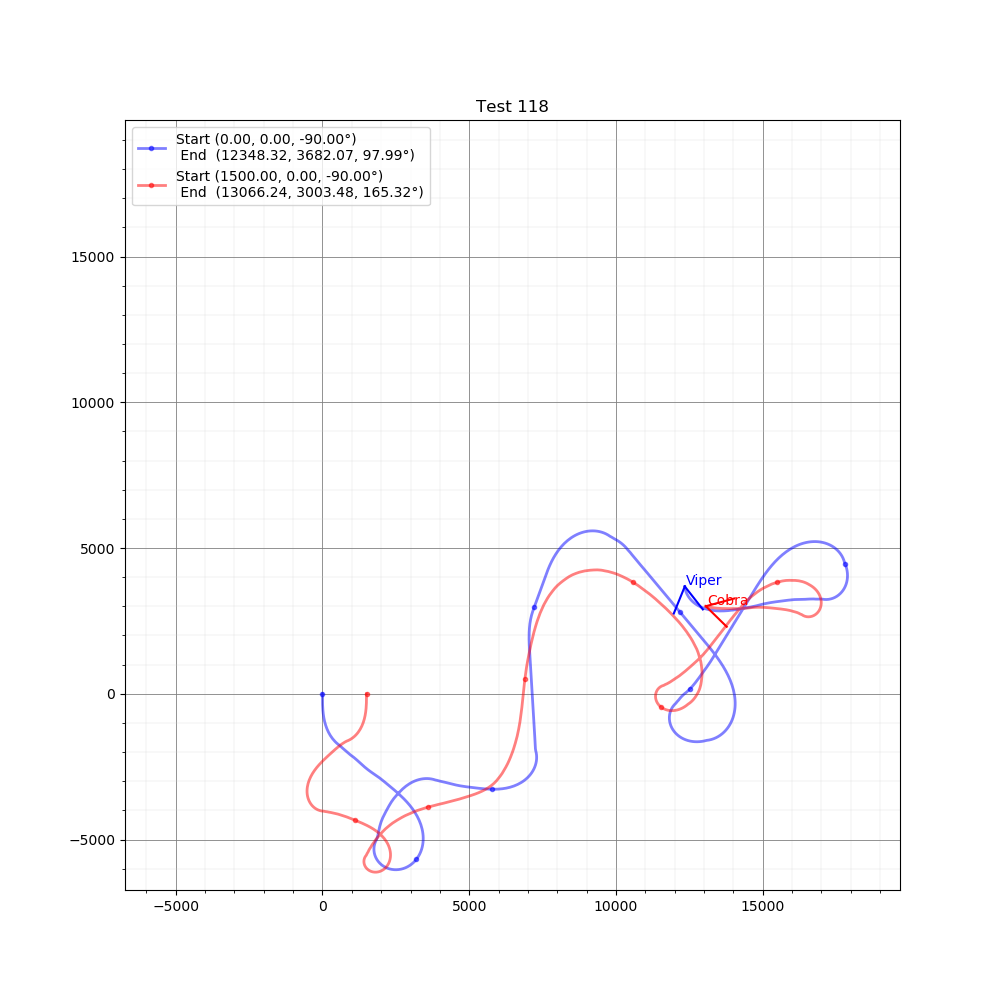 Test 118
Start (0.00, 0.00, -90.00°)
End  (12348.32, 3682.07, 97.99°)
Start (1500.00, 0.00, -90.00°)
End  (13066.24, 3003.48, 165.32°)
15000
10000
5000
0
−5000
Viper
Cobra
−5000 0 5000 10000 15000